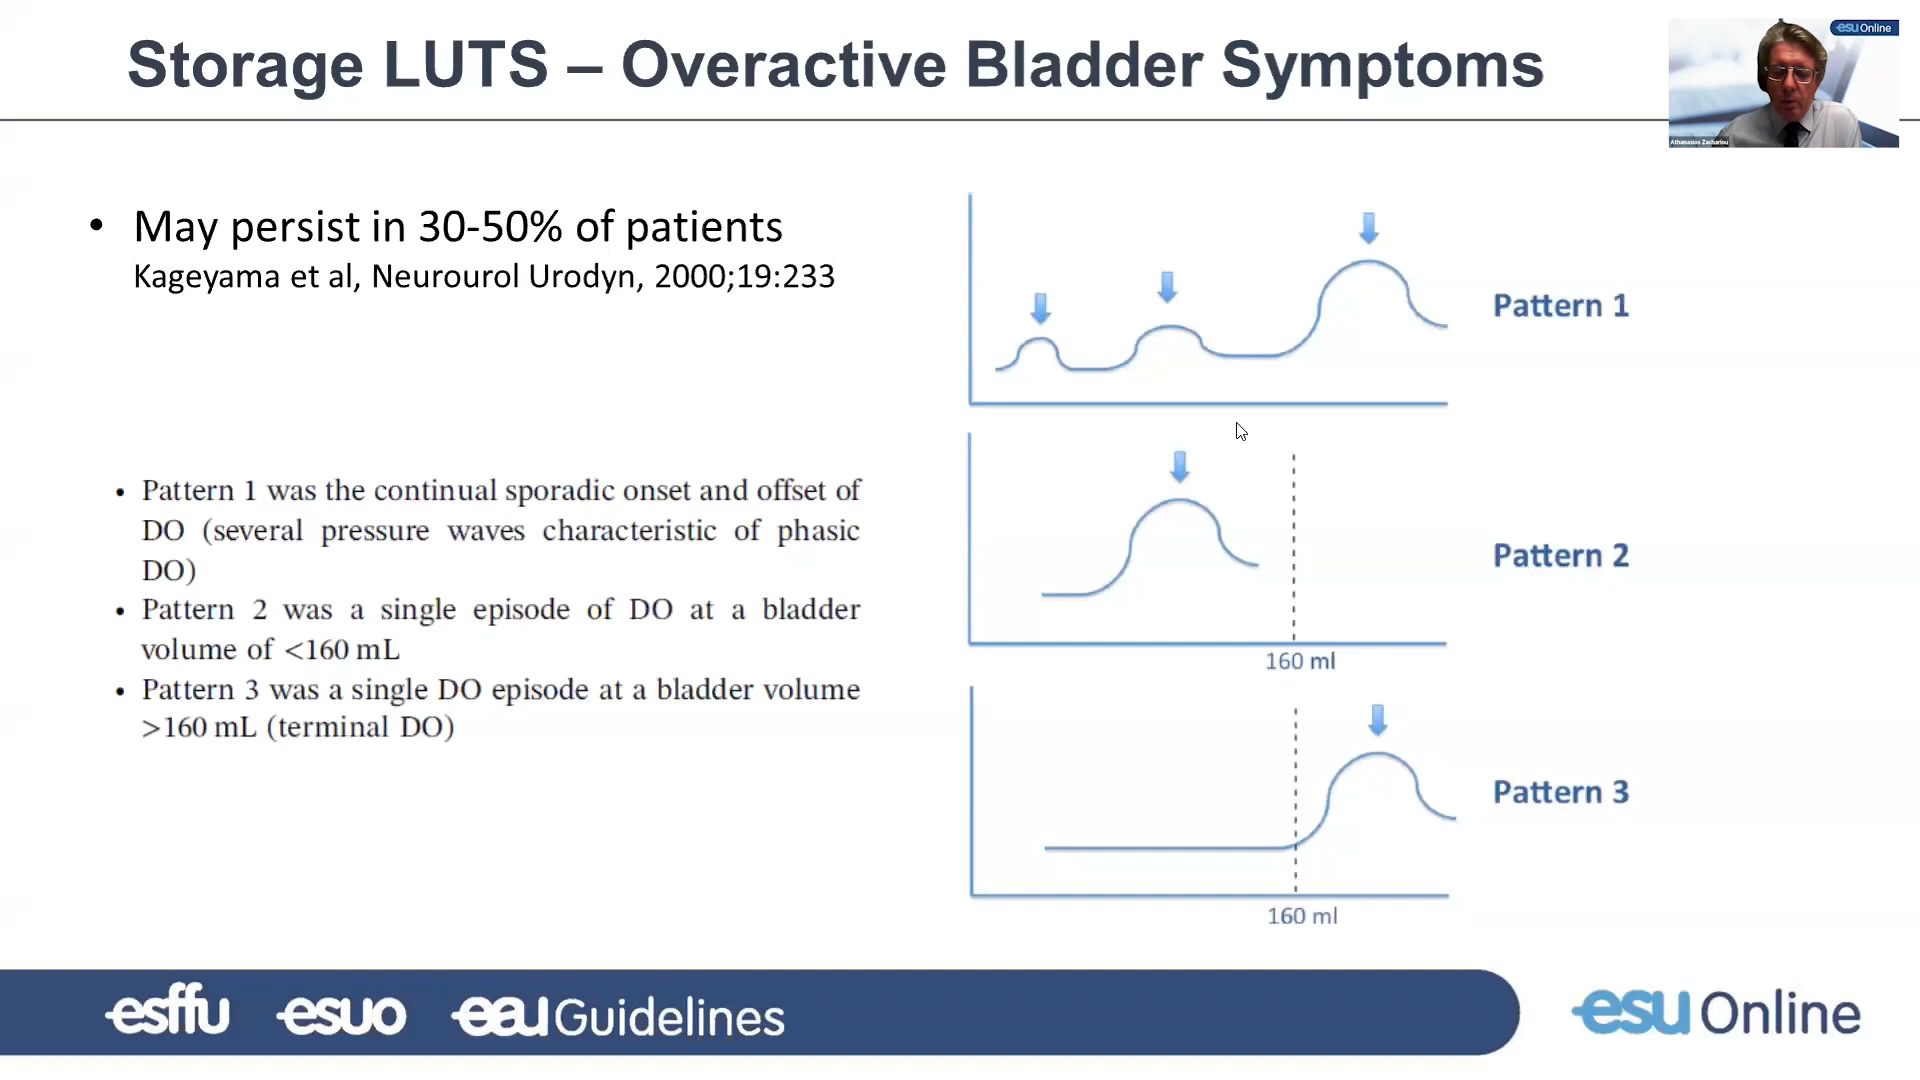 Storage LUTS – Overactive Bladder Symptoms
esu Online
Athanasios Zachariou
• May persist in 30-50% of patients
Kageyama et al, Neurourol Urodyn, 2000;19:233
• Pattern 1 was the continual sporadic onset and offset of
DO (several pressure waves characteristic of phasic
DO)
• Pattern 2 was a single episode of DO at a bladder
volume of <160 mL
• Pattern 3 was a single DO episode at a bladder volume
>160 mL (terminal DO)
Pattern 1
Pattern 2
160 ml
Pattern 3
160 ml
esffu esuo eau Guidelines
esu Online